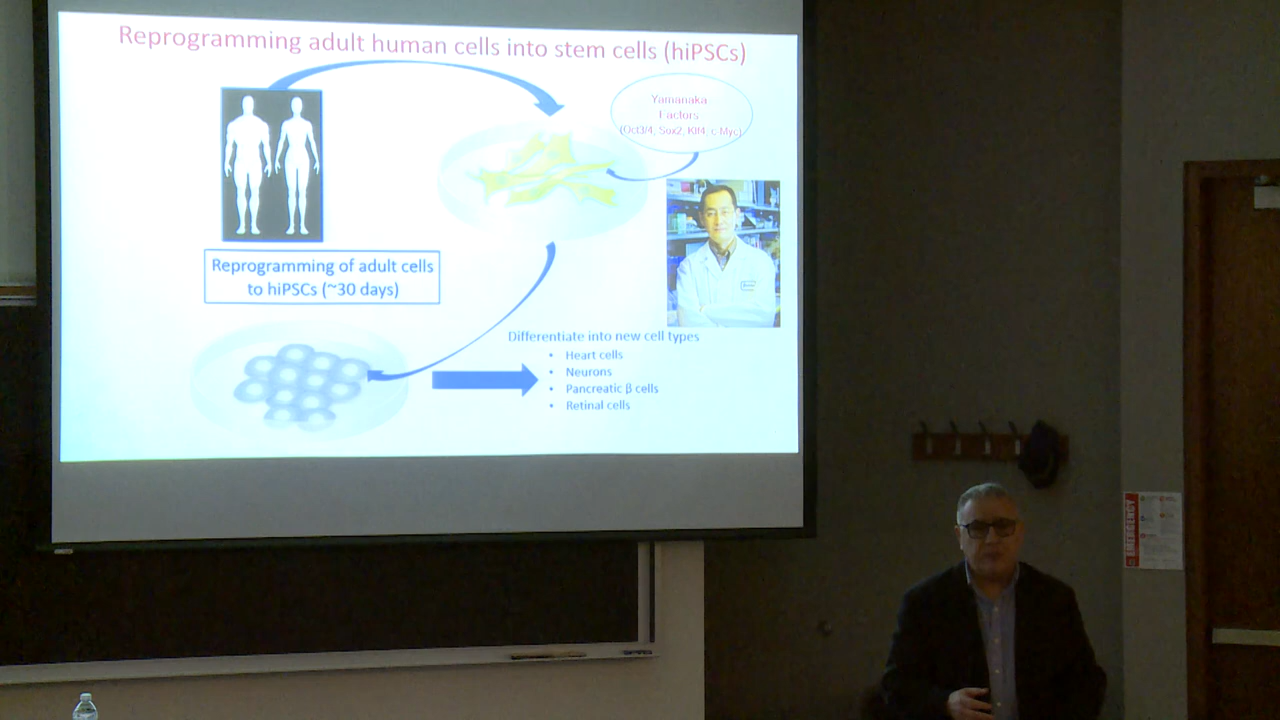 Reprogramming adult human cells into stem cells (hiPSCs)
Yamanaka
Factors
(Oct3/4, Sox2, Klf4, c Myc)
Reprogramming of adult cells
to hiPSCs (~30 days)
Differentiate into new cell types
• Heart cells
• Neurons
• Pancreatic β cells
• Retinal cells
EMERGENCY